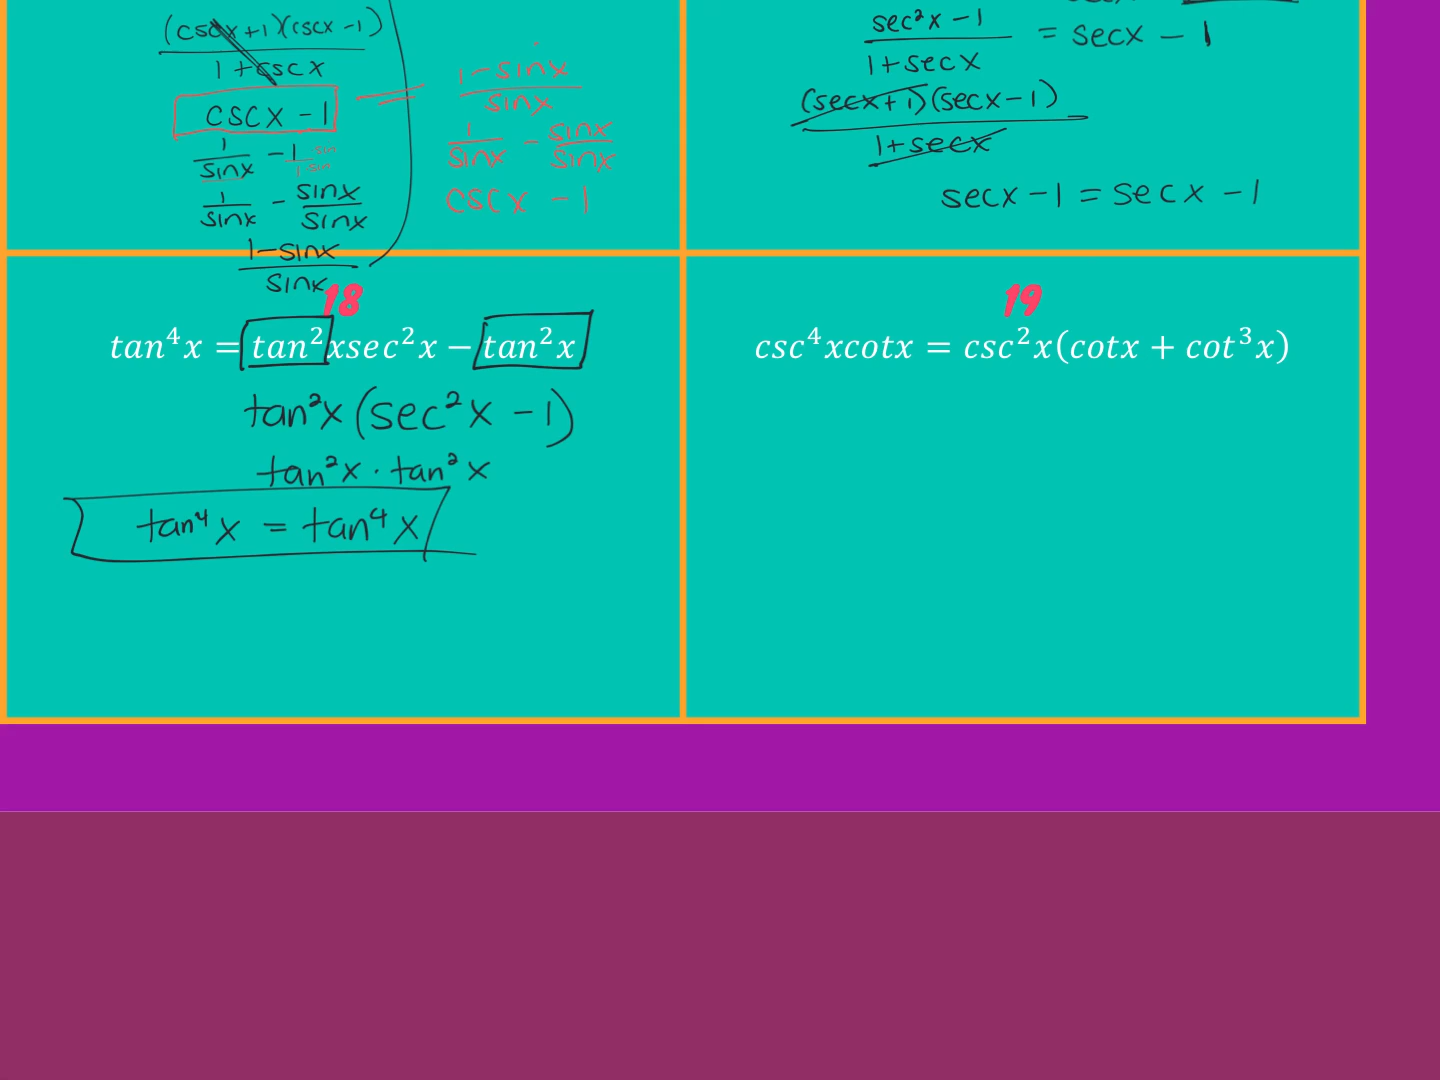 (cscx+1)(cscx-1)
1+cscx
cscx-1 = 1-sinx
sinx
1/sinx - 1 sin/1 sin
1/sinx - sinx/sinx
1/sinx - sinx/sinx
cscx - 1
1-sinx
sinx
sec²x-1 = secx - 1
1+secx
(secx+1)(secx-1)
1+secx
secx-1 = secx-1
18
tan⁴x = tan²xsec²x − tan²x
tan²x(sec²x-1)
tan²x·tan²x
tan⁴x = tan⁴x
19
csc⁴xcotx = csc²x(cotx + cot³x)